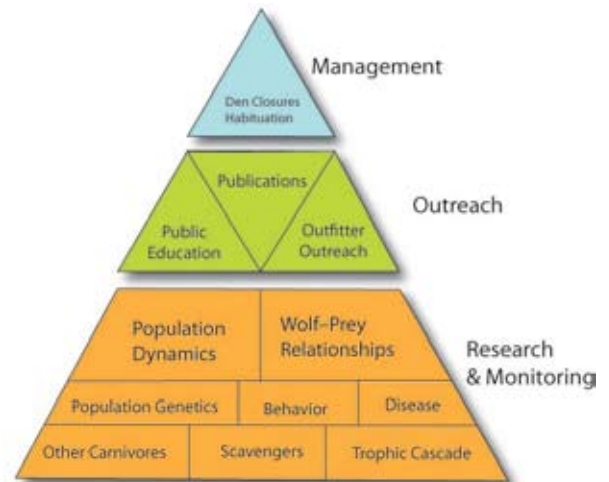 Management
Den Closures
Habituation
Publications
Outreach
Public
Education
Outfitter
Outreach
Population
Dynamics
Wolf–Prey
Relationships
Research
& Monitoring
Population Genetics
Behavior
Disease
Other Carnivores
Scavengers
Trophic Cascade